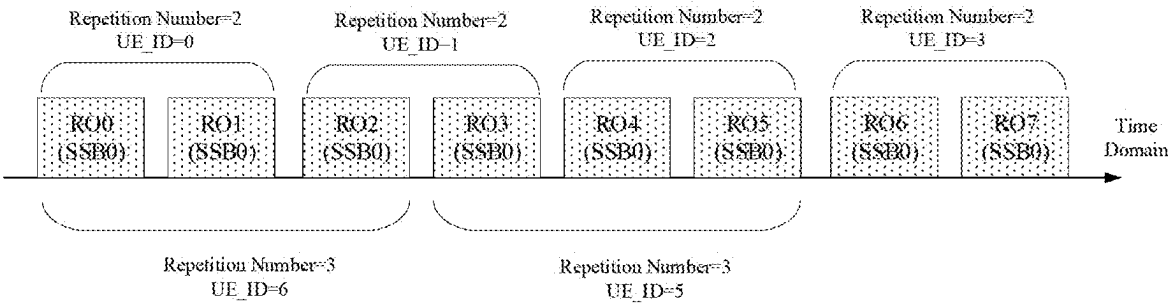 Repetition Number=2
UE_ID=0
Repetition Number=2
UE_ID=1
Repetition Number=2
UE_ID=2
Repetition Number=2
UE_ID=3
RO0
(SSB0)
RO1
(SSB0)
RO2
(SSB0)
RO3
(SSB0)
RO4
(SSB0)
RO5
(SSB0)
RO6
(SSB0)
RO7
(SSB0)
Time
Domain
Repetition Number=3
UE_ID=6
Repetition Number=3
UE_ID=5